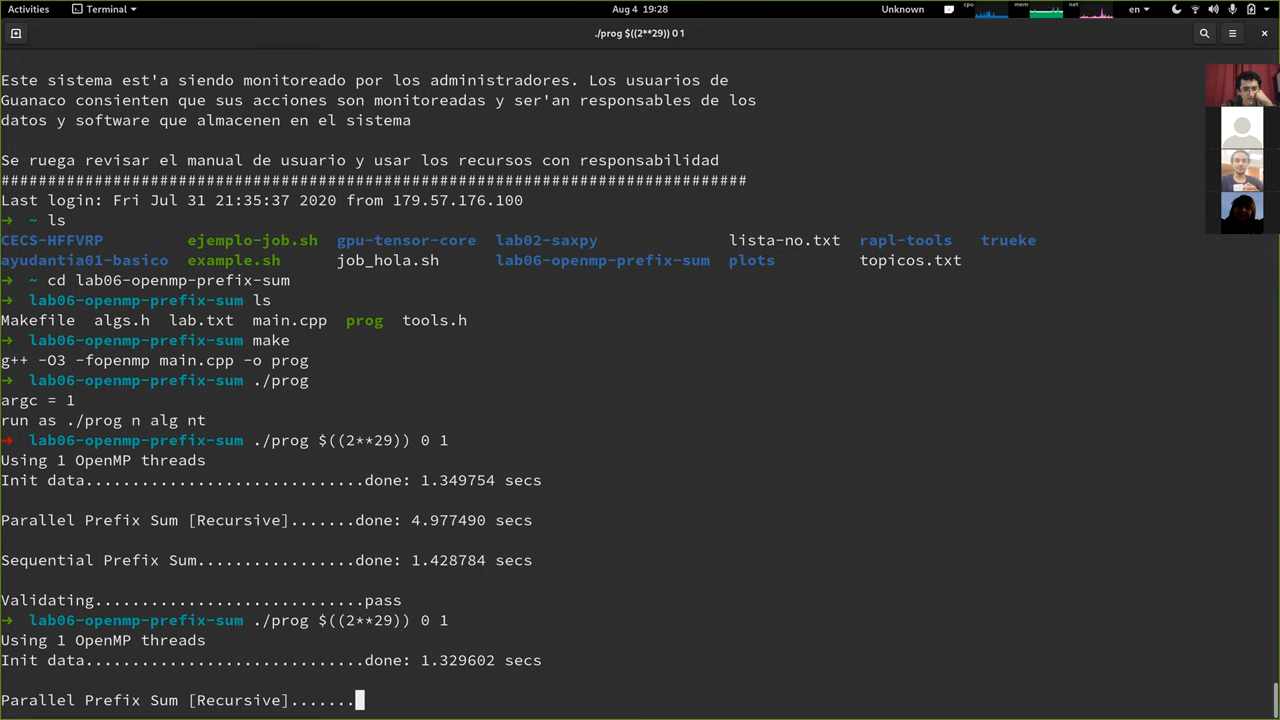 Activities Terminal Aug 4 19:28 Unknown cpu mem net en
./prog $((2**29)) 0 1
Este sistema est'a siendo monitoreado por los administradores. Los usuarios de
Guanaco consienten que sus acciones son monitoreadas y ser'an responsables de los
datos y software que almacenen en el sistema
Se ruega revisar el manual de usuario y usar los recursos con responsabilidad
################################################################################
Last login: Fri Jul 31 21:35:37 2020 from 179.57.176.100
→ ~ ls
CECS-HFFVRP ejemplo-job.sh gpu-tensor-core lab02-saxpy lista-no.txt rapl-tools trueke
ayudantia01-basico example.sh job_hola.sh lab06-openmp-prefix-sum plots topicos.txt
→ ~ cd lab06-openmp-prefix-sum
→ lab06-openmp-prefix-sum ls
Makefile algs.h lab.txt main.cpp prog tools.h
→ lab06-openmp-prefix-sum make
g++ -O3 -fopenmp main.cpp -o prog
→ lab06-openmp-prefix-sum ./prog
argc = 1
run as ./prog n alg nt
→ lab06-openmp-prefix-sum ./prog $((2**29)) 0 1
Using 1 OpenMP threads
Init data..............................done: 1.349754 secs
Parallel Prefix Sum [Recursive].......done: 4.977490 secs
Sequential Prefix Sum.................done: 1.428784 secs
Validating.............................pass
→ lab06-openmp-prefix-sum ./prog $((2**29)) 0 1
Using 1 OpenMP threads
Init data..............................done: 1.329602 secs
Parallel Prefix Sum [Recursive].......